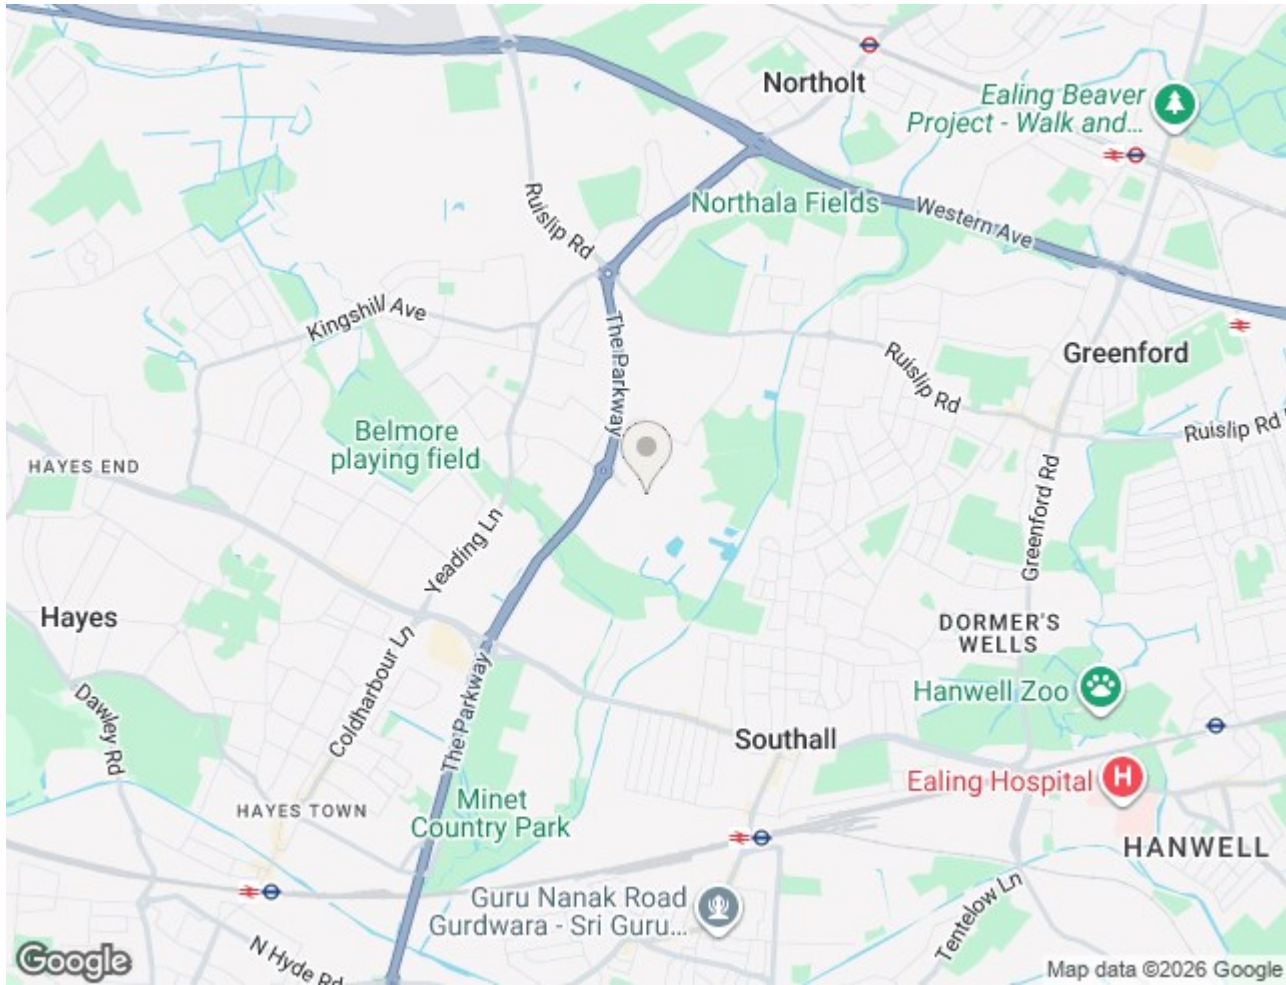 Northolt
Ealing Beaver
Project - Walk and...
Northala Fields
Western Ave
Ruislip Rd
Kingshill Ave
The Parkway
Ruislip Rd
Greenford
Ruislip Rd
Belmore
playing field
HAYES END
Yeading Ln
Greenford Rd
Hayes
Coldharbour Ln
DORMER'S
WELLS
Hanwell Zoo
Dawley Rd
The Parkway
Southall
Ealing Hospital
H
HAYES TOWN
Minet
Country Park
HANWELL
Guru Nanak Road
Gurdwara - Sri Guru...
Tentelow Ln
N Hyde Rd
Google
Map data ©2026 Google